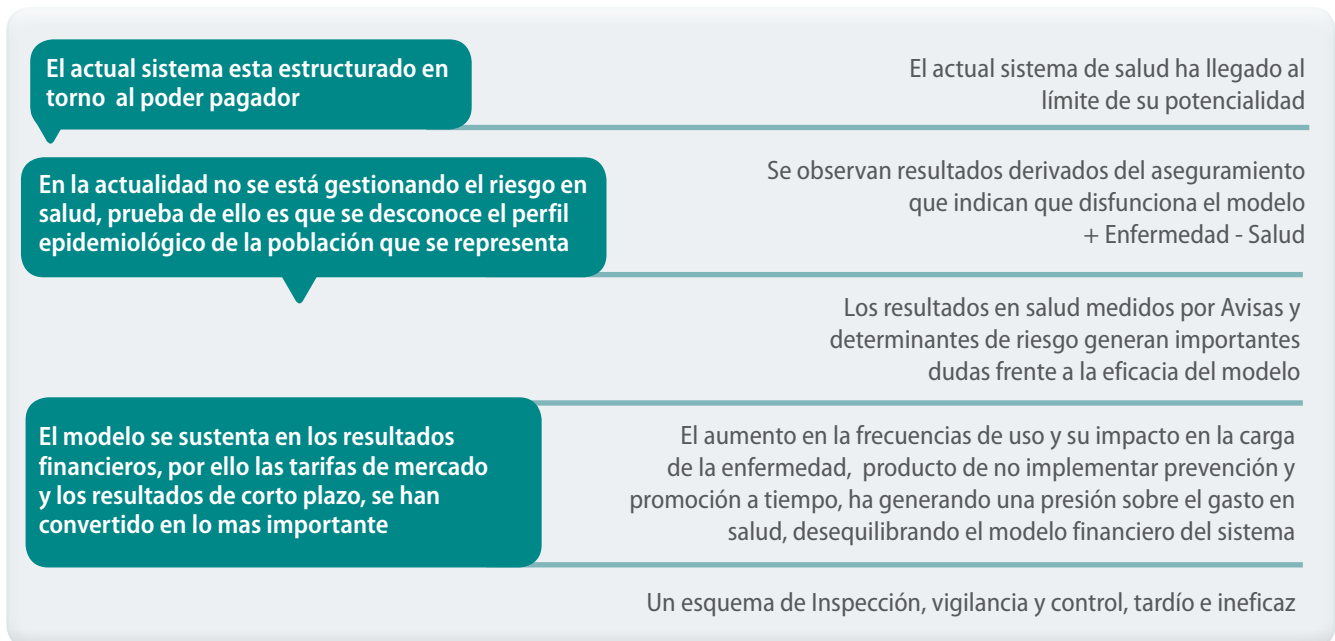 El actual sistema esta estructurado en
torno al poder pagador
El actual sistema de salud ha llegado al
límite de su potencialidad
En la actualidad no se está gestionando el riesgo en
salud, prueba de ello es que se desconoce el perfil
epidemiológico de la población que se representa
Se observan resultados derivados del aseguramiento
que indican que disfunciona el modelo
+ Enfermedad - Salud
Los resultados en salud medidos por Avisas y
determinantes de riesgo generan importantes
dudas frente a la eficacia del modelo
El modelo se sustenta en los resultados
financieros, por ello las tarifas de mercado
y los resultados de corto plazo, se han
convertido en lo mas importante
El aumento en la frecuencias de uso y su impacto en la carga
de la enfermedad, producto de no implementar prevención y
promoción a tiempo, ha generando una presión sobre el gasto en
salud, desequilibrando el modelo financiero del sistema
Un esquema de Inspección, vigilancia y control, tardío e ineficaz